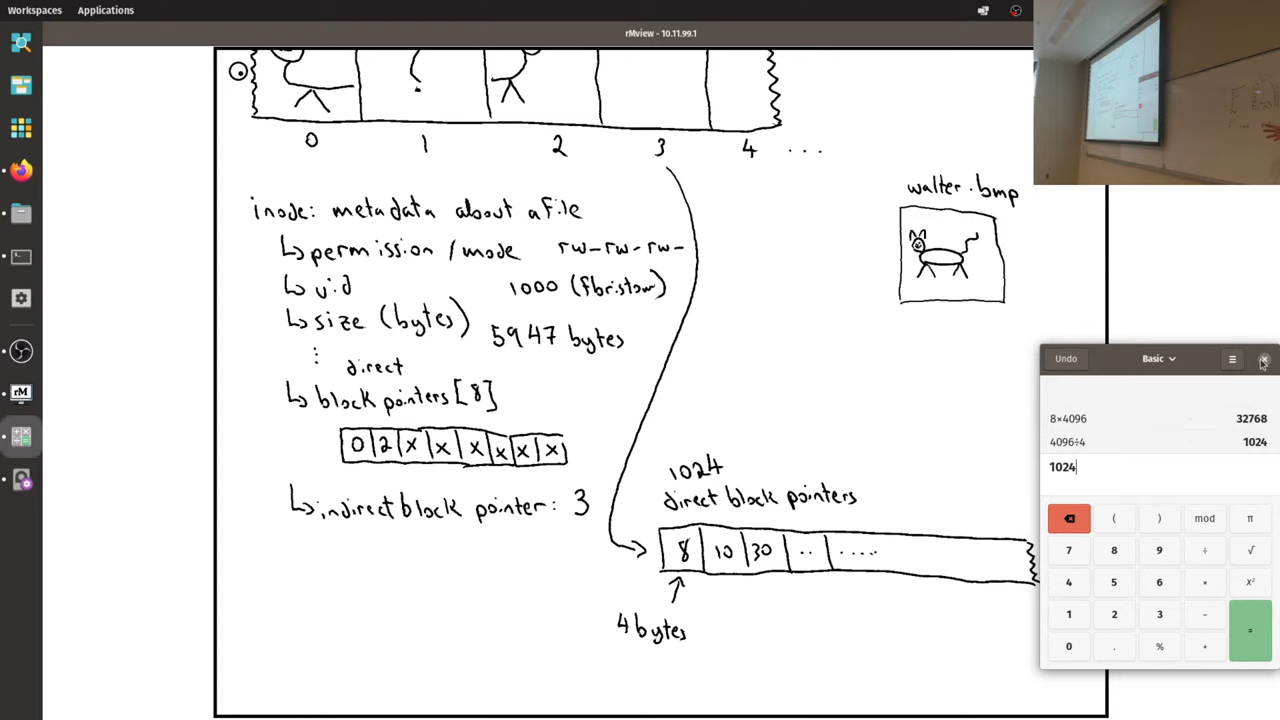 Workspaces Applications
rMview - 10.11.99.1
0 1 2 3 4 ...
inode: metadata about a file
↳ permission / mode rw-rw-rw-
↳ uid 1000 (fbristow)
↳ size (bytes) 5947 bytes
⋮ direct
↳ block pointers [8]
0 2 x x x x x x
↳ indirect block pointer: 3
walter.bmp
1024
direct block pointers
8 10 30 .. ....
4 bytes
Undo Basic
8×4096 32768
4096÷4 1024
1024
( ) mod π
7 8 9 ÷ √
4 5 6 × x²
1 2 3 −
0 . % + =
rM